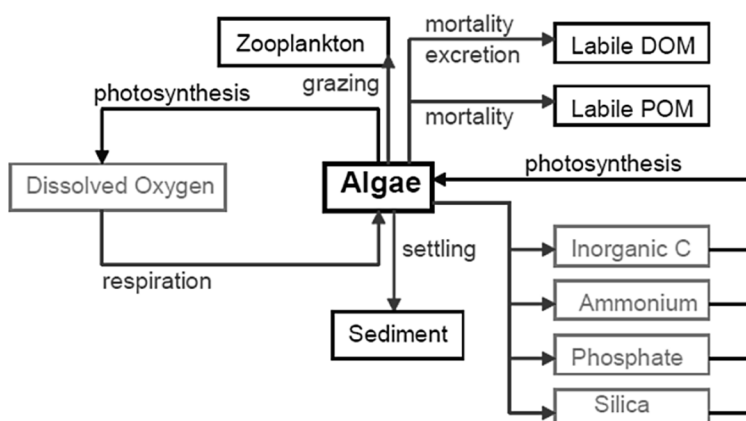 mortality
Zooplankton
Labile DOM
excretion
grazing
photosynthesis
Labile POM
mortality
photosynthesis
Dissolved Oxygen
Algae
settling
Inorganic C
respiration
Ammonium
Sediment
Phosphate
Silica